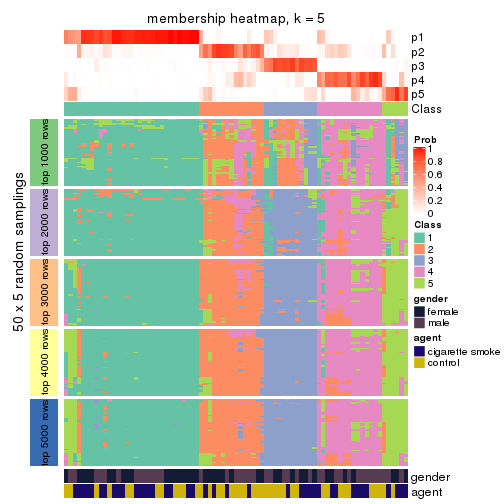 membership heatmap, k = 5
p1
p2
p3
p4
p5
Class
50 x 5 random samplings
top 1000 rows
top 2000 rows
top 3000 rows
top 4000 rows
top 5000 rows
gender
agent
Prob
1
0.8
0.6
0.4
0.2
0
Class
1
2
3
4
5
gender
female
male
agent
cigarette smoke
control